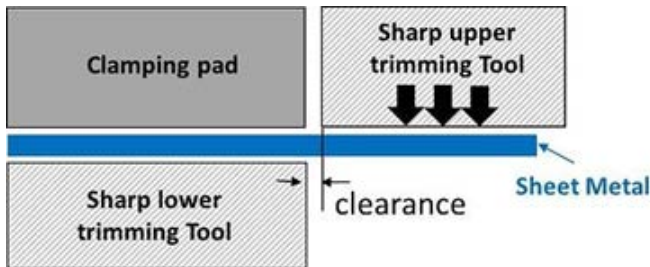 Clamping pad
Sharp upper
trimming Tool
Sheet Metal
Sharp lower
trimming Tool
clearance